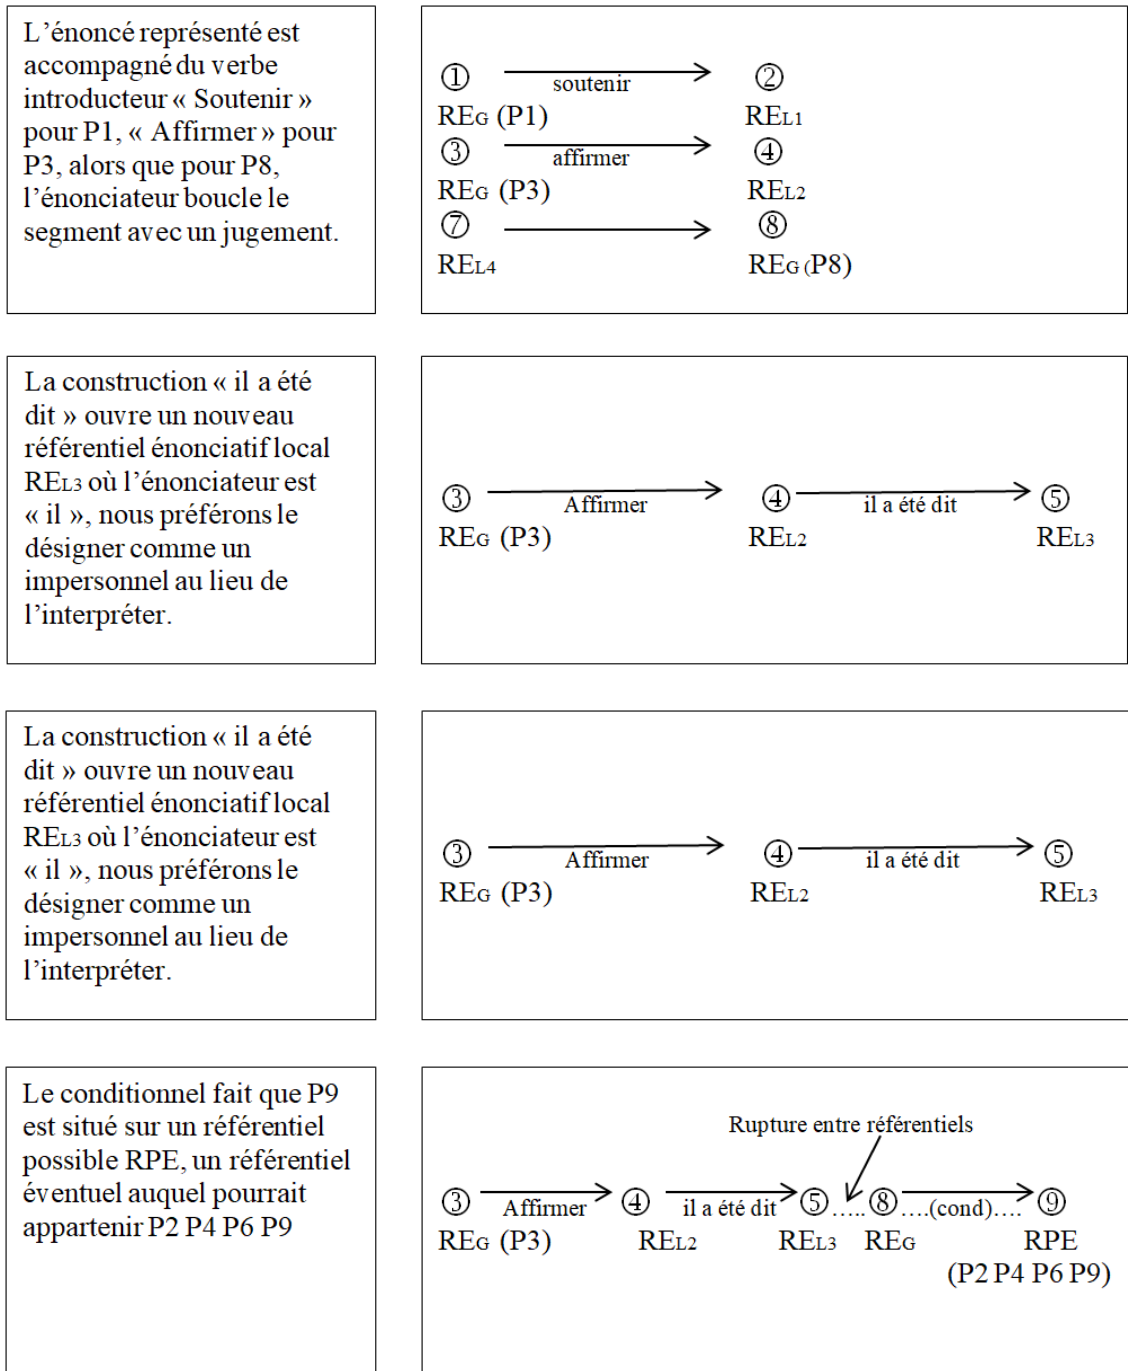 L’énoncé représenté est
accompagné du verbe
introducteur « Soutenir »
pour P1, « Affirmer » pour
P3, alors que pour P8,
l’énonciateur boucle le
segment avec un jugement.
① soutenir ②
REG (P1) REL1
③ affirmer ④
REG (P3) REL2
⑦ ⑧
REL4 REG (P8)
La construction « il a été
dit » ouvre un nouveau
référentiel énonciatif local
REL3 où l’énonciateur est
« il », nous préférons le
désigner comme un
impersonnel au lieu de
l’interpréter.
③ Affirmer ④ il a été dit ⑤
REG (P3) REL2 REL3
La construction « il a été
dit » ouvre un nouveau
référentiel énonciatif local
REL3 où l’énonciateur est
« il », nous préférons le
désigner comme un
impersonnel au lieu de
l’interpréter.
③ Affirmer ④ il a été dit ⑤
REG (P3) REL2 REL3
Le conditionnel fait que P9
est situé sur un référentiel
possible RPE, un référentiel
éventuel auquel pourrait
appartenir P2 P4 P6 P9
Rupture entre référentiels
③ Affirmer ④ il a été dit ⑤ ..... ⑧ ....(cond).... ⑨
REG (P3) REL2 REL3 REG RPE
(P2 P4 P6 P9)